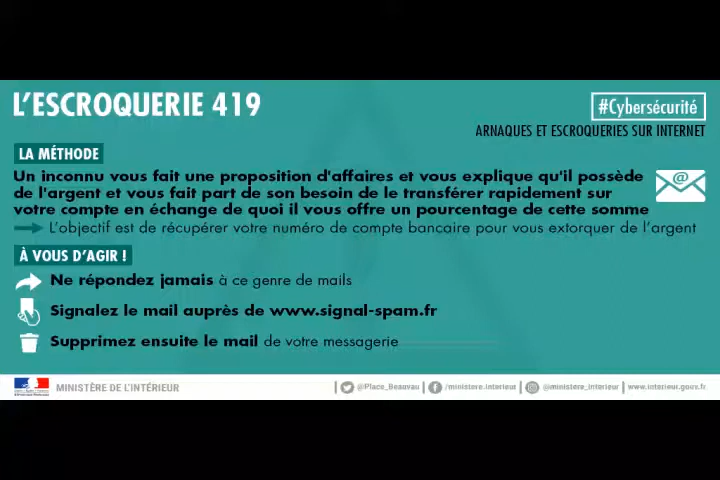 L'ESCROQUERIE 419
#Cybersécurité
ARNAQUES ET ESCROQUERIES SUR INTERNET
LA MÉTHODE
Un inconnu vous fait une proposition d'affaires et vous explique qu'il possède
de l'argent et vous fait part de son besoin de le transférer rapidement sur
votre compte en échange de quoi il vous offre un pourcentage de cette somme
L'objectif est de récupérer votre numéro de compte bancaire pour vous extorquer de l'argent
À VOUS D'AGIR !
Ne répondez jamais à ce genre de mails
Signalez le mail auprès de www.signal-spam.fr
Supprimez ensuite le mail de votre messagerie
MINISTÈRE DE L'INTÉRIEUR
@Place_Beauvau
/ministere.interieur
@ministere_interieur
www.interieur.gouv.fr